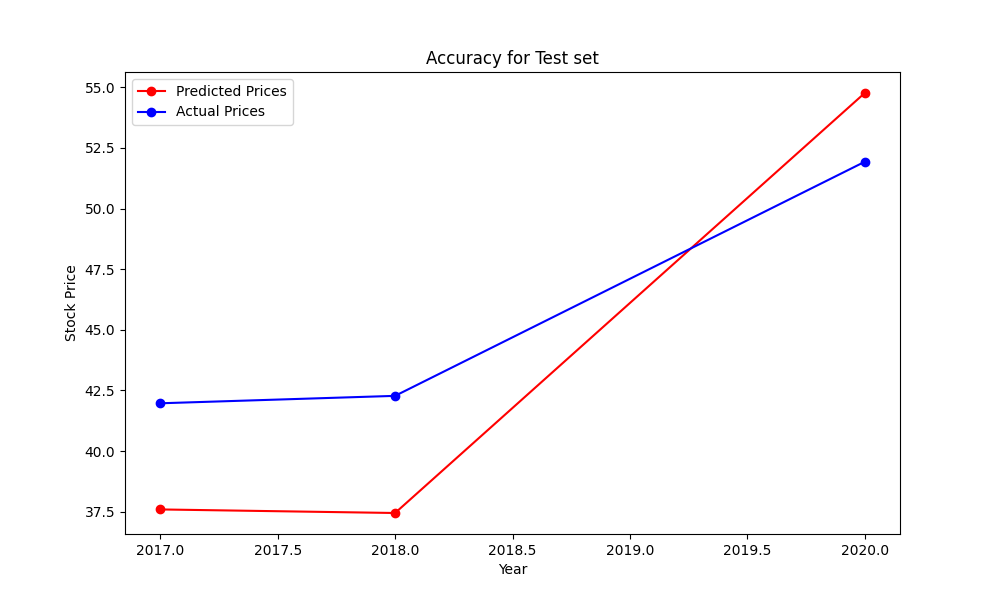 Accuracy for Test set
Predicted Prices
Actual Prices
55.0
52.5
50.0
47.5
45.0
42.5
40.0
37.5
Stock Price
2017.0 2017.5 2018.0 2018.5 2019.0 2019.5 2020.0
Year